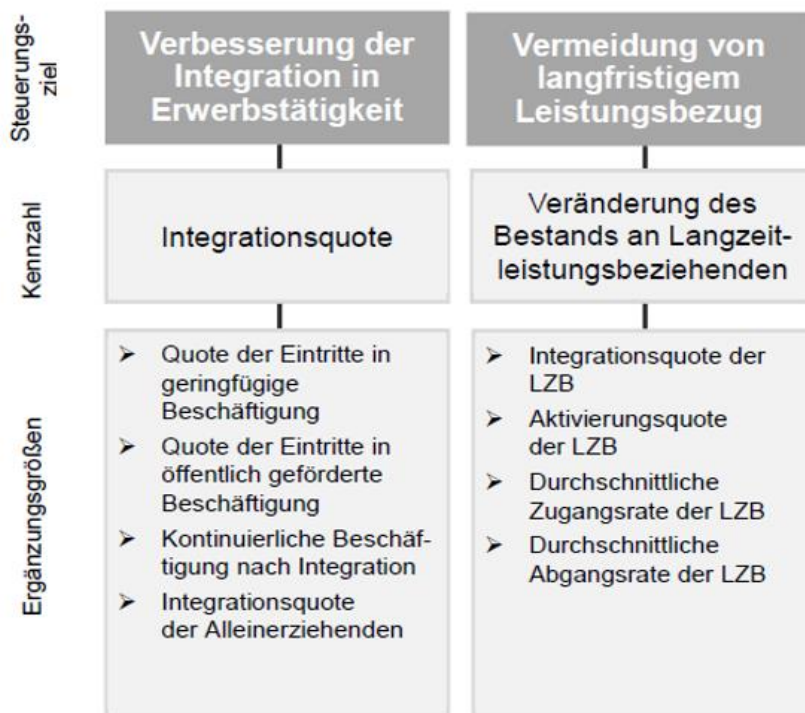 Steuerungs-
ziel
Verbesserung der
Integration in
Erwerbstätigkeit
Vermeidung von
langfristigem
Leistungsbezug
Kennzahl
Integrationsquote
Veränderung des
Bestands an Langzeit-
leistungsbeziehenden
Ergänzungsgrößen
➢ Quote der Eintritte in
geringfügige
Beschäftigung
➢ Quote der Eintritte in
öffentlich geförderte
Beschäftigung
➢ Kontinuierliche Beschäf-
tigung nach Integration
➢ Integrationsquote
der Alleinerziehenden
➢ Integrationsquote der
LZB
➢ Aktivierungsquote
der LZB
➢ Durchschnittliche
Zugangsrate der LZB
➢ Durchschnittliche
Abgangsrate der LZB